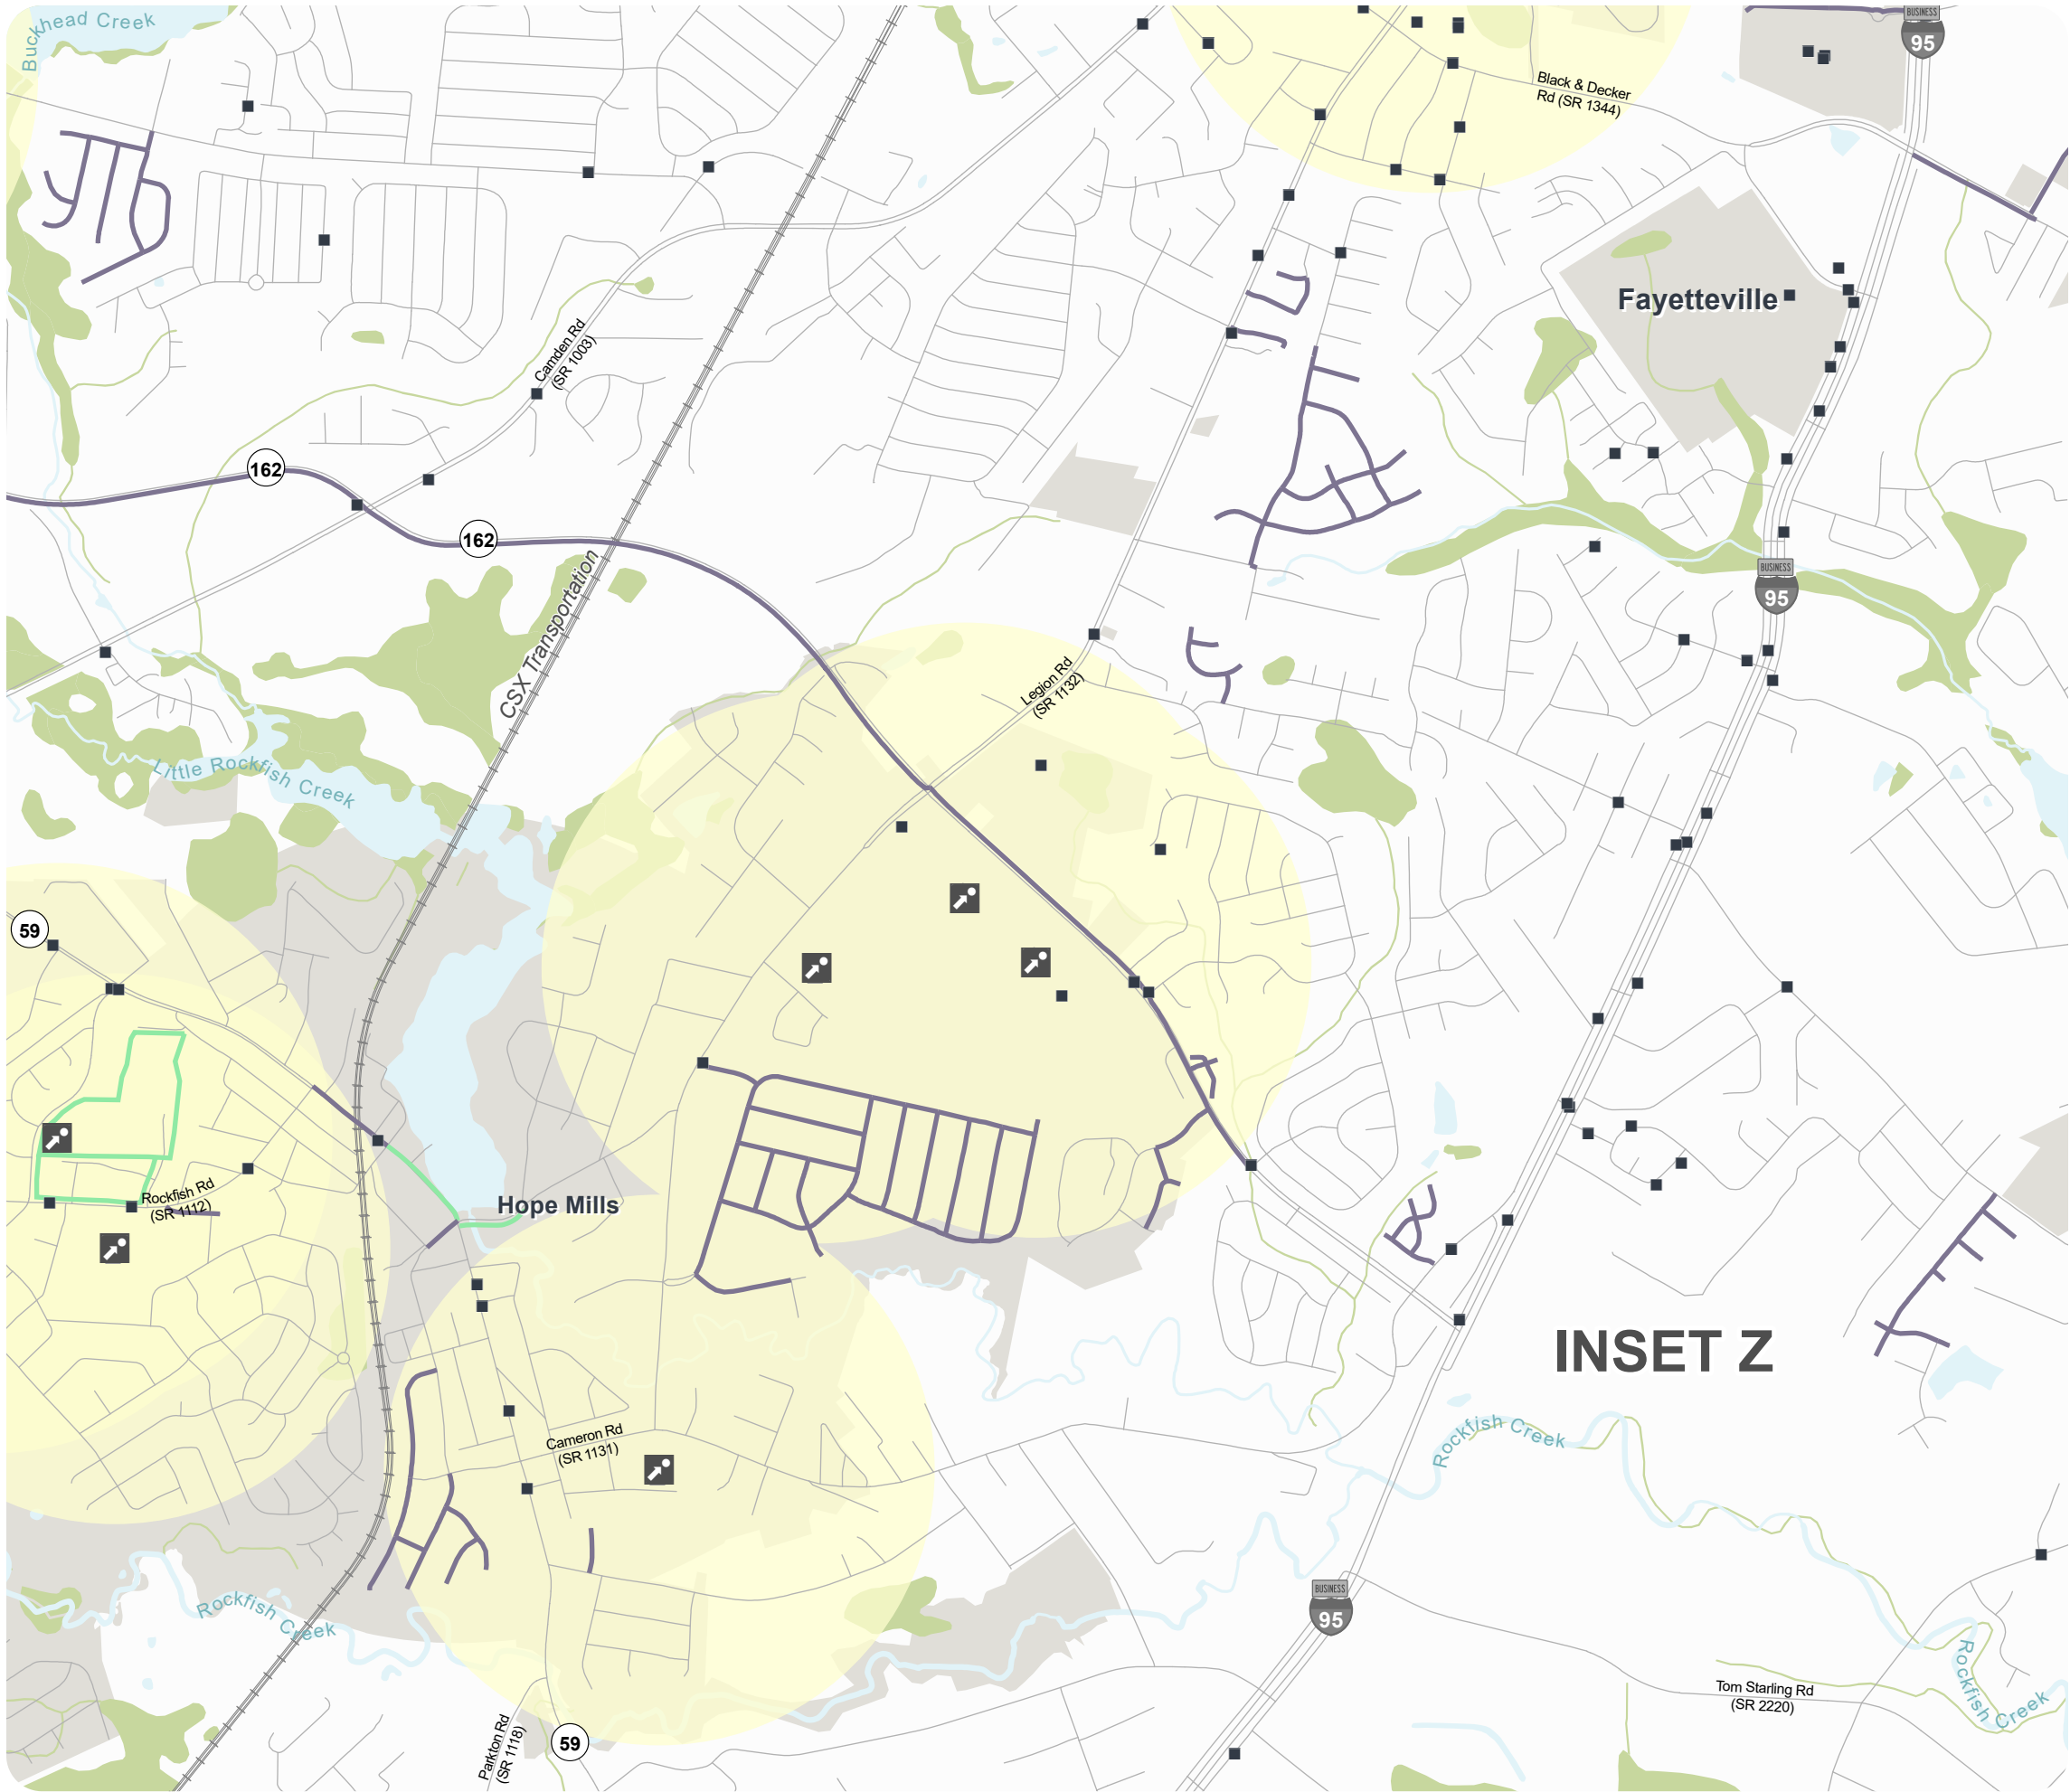 Buckhead Creek
BUSINESS
95
Black & Decker
Rd (SR 1344)
Fayetteville
Camden Rd
(SR 1003)
162
162
CSX Transportation
BUSINESS
95
Legion Rd
(SR 1132)
Little Rockfish Creek
59
Rockfish Rd
(SR 1112)
Hope Mills
INSET Z
Cameron Rd
(SR 1131)
Rockfish Creek
Rockfish Creek
BUSINESS
95
Rockfish Creek
Tom Starling Rd
(SR 2220)
Parkton Rd
(SR 1118)
59